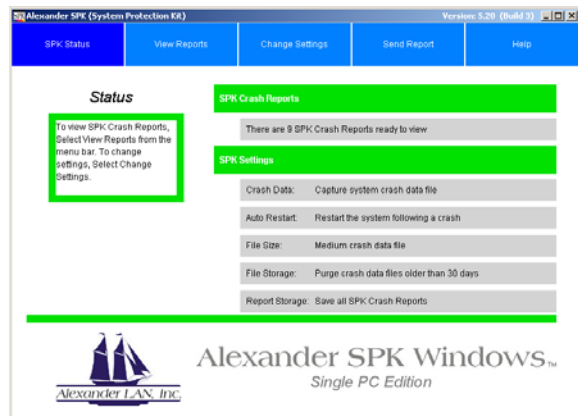 Alexander SPK (System Protection Kit)
Version: 5.20 (Build 3)
SPK Status
View Reports
Change Settings
Send Report
Help
Status
To view SPK Crash Reports,
Select View Reports from the
menu bar. To change
settings, Select Change
Settings.
SPK Crash Reports
There are 9 SPK Crash Reports ready to view
SPK Settings
Crash Data: Capture system crash data file
Auto Restart: Restart the system following a crash
File Size: Medium crash data file
File Storage: Purge crash data files older than 30 days
Report Storage: Save all SPK Crash Reports
Alexander LAN, Inc.
Alexander SPK Windows™
Single PC Edition